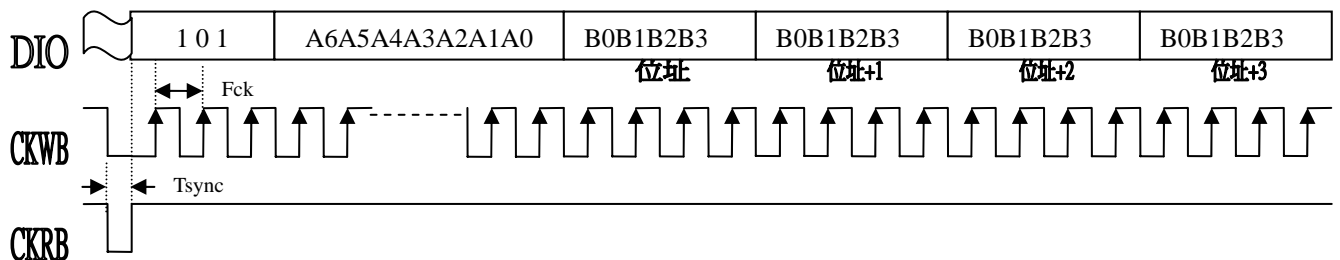 DIO
1 0 1
A6A5A4A3A2A1A0
B0B1B2B3
B0B1B2B3
B0B1B2B3
B0B1B2B3
位址
位址+1
位址+2
位址+3
Fck
CKWB
Tsync
CKRB